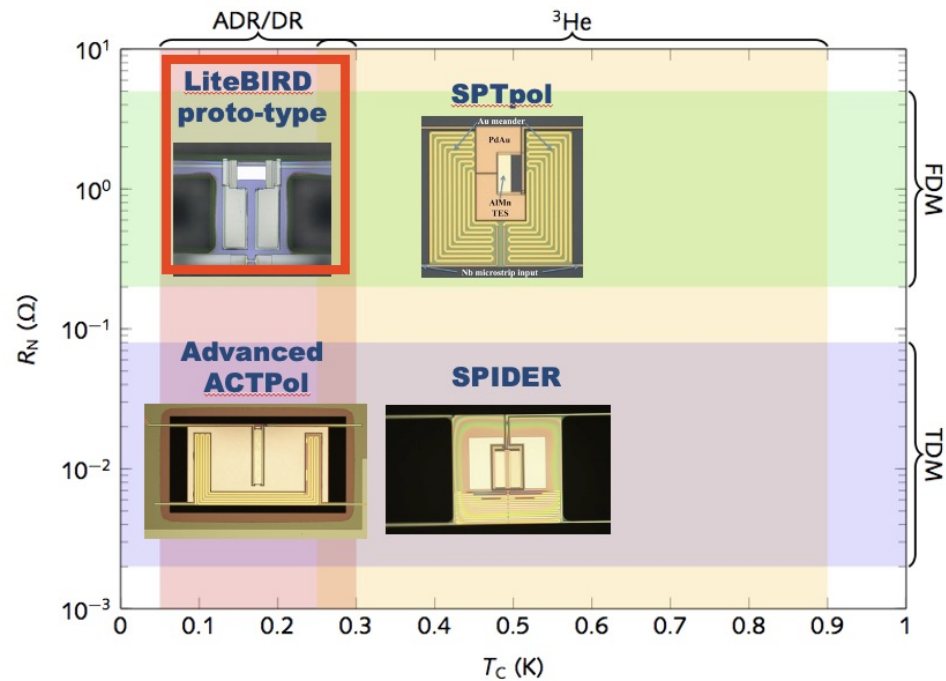 ADR/DR
³He
10¹
10⁰
10⁻¹
10⁻²
10⁻³
R_N (Ω)
LiteBIRD
proto-type
SPTpol
Au meander
PdAu
AlMn
TES
Nb microstrip input
Advanced
ACTPol
SPIDER
FDM
TDM
0 0.1 0.2 0.3 0.4 0.5 0.6 0.7 0.8 0.9 1
T_C (K)